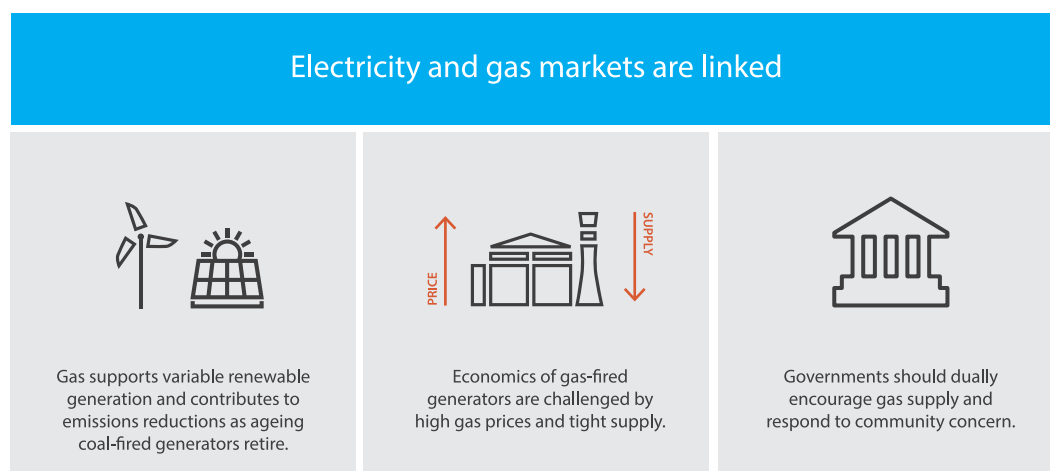 Electricity and gas markets are linked
Gas supports variable renewable
generation and contributes to
emissions reductions as ageing
coal-fired generators retire.
PRICE
SUPPLY
Economics of gas-fired
generators are challenged by
high gas prices and tight supply.
Governments should dually
encourage gas supply and
respond to community concern.